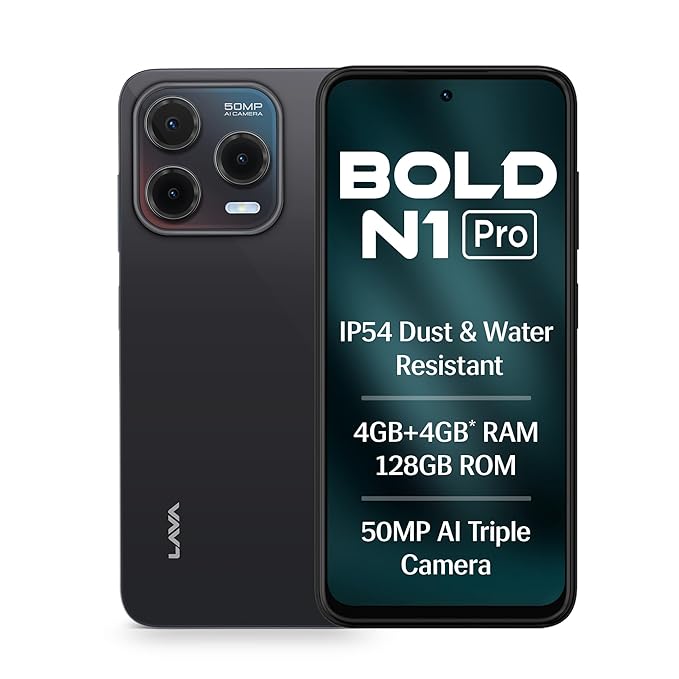 50MP
AI CAMERA
LAVA
BOLD
N1 Pro
IP54 Dust & Water
Resistant
4GB+4GB* RAM
128GB ROM
50MP AI Triple
Camera